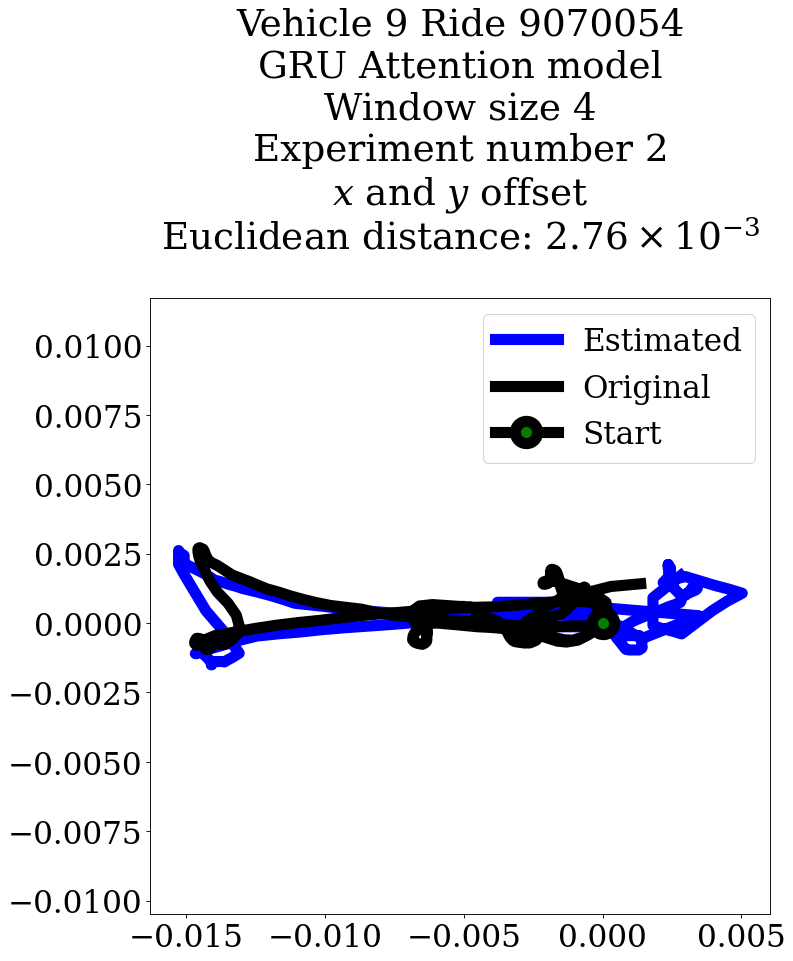 Vehicle 9 Ride 9070054
GRU Attention model
Window size 4
Experiment number 2
x and y offset
Euclidean distance: 2.76 × 10⁻³
Estimated
Original
Start
0.0100
0.0075
0.0050
0.0025
0.0000
−0.0025
−0.0050
−0.0075
−0.0100
−0.015 −0.010 −0.005 0.000 0.005